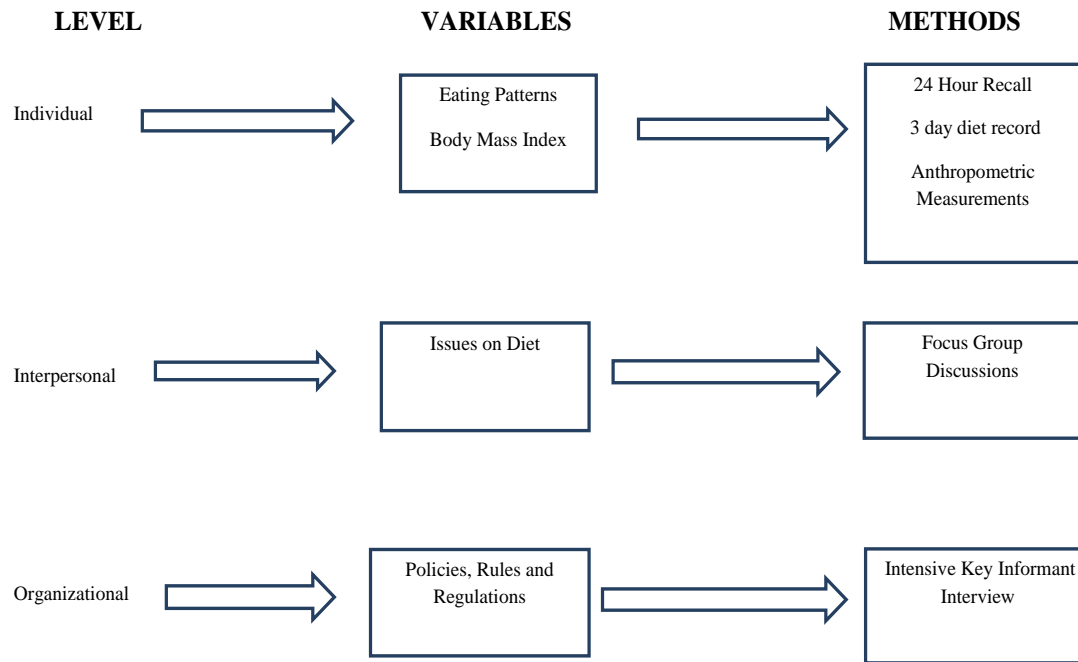 LEVEL VARIABLES METHODS
Individual
Eating Patterns
Body Mass Index
24 Hour Recall
3 day diet record
Anthropometric
Measurements
Interpersonal
Issues on Diet
Focus Group
Discussions
Organizational
Policies, Rules and
Regulations
Intensive Key Informant
Interview